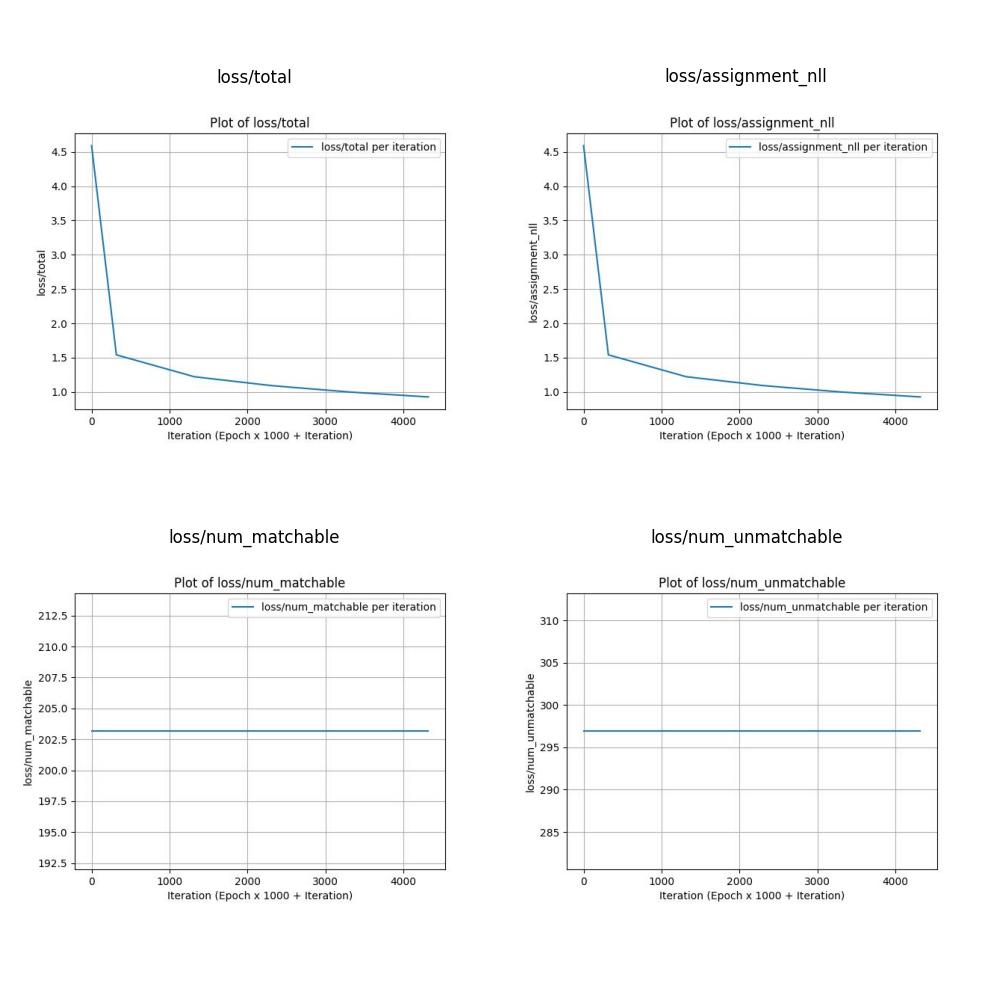 loss/total
loss/assignment_nll
Plot of loss/total
loss/total per iteration
4.5
4.0
3.5
3.0
2.5
2.0
1.5
1.0
loss/total
0
1000
2000
3000
4000
Iteration (Epoch x 1000 + Iteration)
Plot of loss/assignment_nll
loss/assignment_nll per iteration
4.5
4.0
3.5
3.0
2.5
2.0
1.5
1.0
loss/assignment_nll
0
1000
2000
3000
4000
Iteration (Epoch x 1000 + Iteration)
loss/num_matchable
loss/num_unmatchable
Plot of loss/num_matchable
loss/num_matchable per iteration
212.5
210.0
207.5
205.0
202.5
200.0
197.5
195.0
192.5
loss/num_matchable
0
1000
2000
3000
4000
Iteration (Epoch x 1000 + Iteration)
Plot of loss/num_unmatchable
loss/num_unmatchable per iteration
310
305
300
295
290
285
loss/num_unmatchable
0
1000
2000
3000
4000
Iteration (Epoch x 1000 + Iteration)